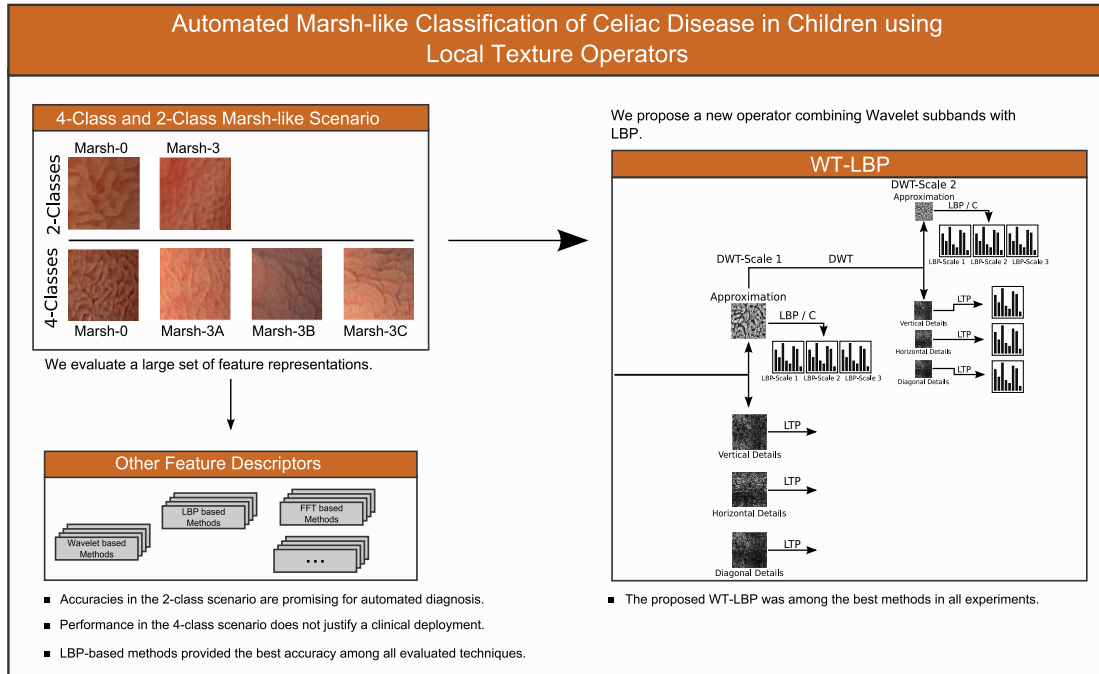 Automated Marsh-like Classification of Celiac Disease in Children using
Local Texture Operators
4-Class and 2-Class Marsh-like Scenario
2-Classes
Marsh-0
Marsh-3
4-Classes
Marsh-0
Marsh-3A
Marsh-3B
Marsh-3C
We evaluate a large set of feature representations.
Other Feature Descriptors
LBP based
Methods
FFT based
Methods
Wavelet based
Methods
...
■ Accuracies in the 2-class scenario are promising for automated diagnosis.
■ Performance in the 4-class scenario does not justify a clinical deployment.
■ LBP-based methods provided the best accuracy among all evaluated techniques.
We propose a new operator combining Wavelet subbands with
LBP.
WT-LBP
DWT-Scale 2
Approximation
LBP / C
LBP-Scale 1
LBP-Scale 2
LBP-Scale 3
DWT-Scale 1
DWT
Approximation
LBP / C
LBP-Scale 1
LBP-Scale 2
LBP-Scale 3
LTP
Vertical Details
LTP
Horizontal Details
LTP
Diagonal Details
LTP
Vertical Details
LTP
Horizontal Details
LTP
Diagonal Details
■ The proposed WT-LBP was among the best methods in all experiments.